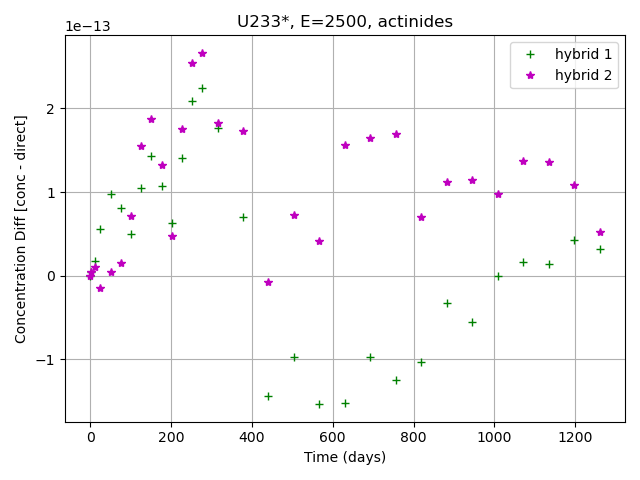 U233*, E=2500, actinides
1e−13
hybrid 1
hybrid 2
2
1
0
−1
Concentration Diff [conc - direct]
0 200 400 600 800 1000 1200
Time (days)